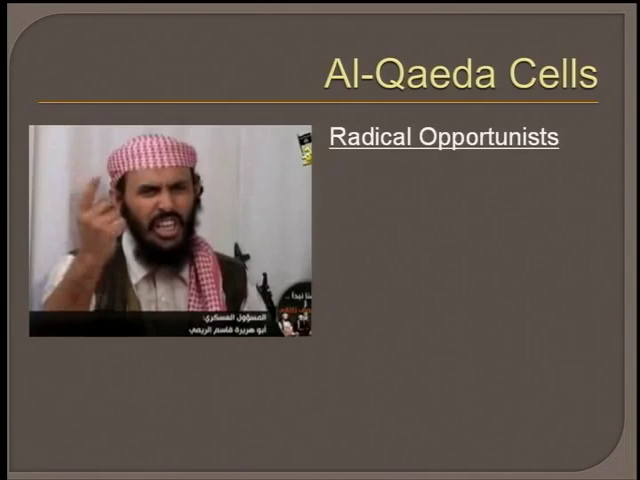 Al-Qaeda Cells
Radical Opportunists
المسؤول العسكري:
أبو هريرة قاسم الريمي